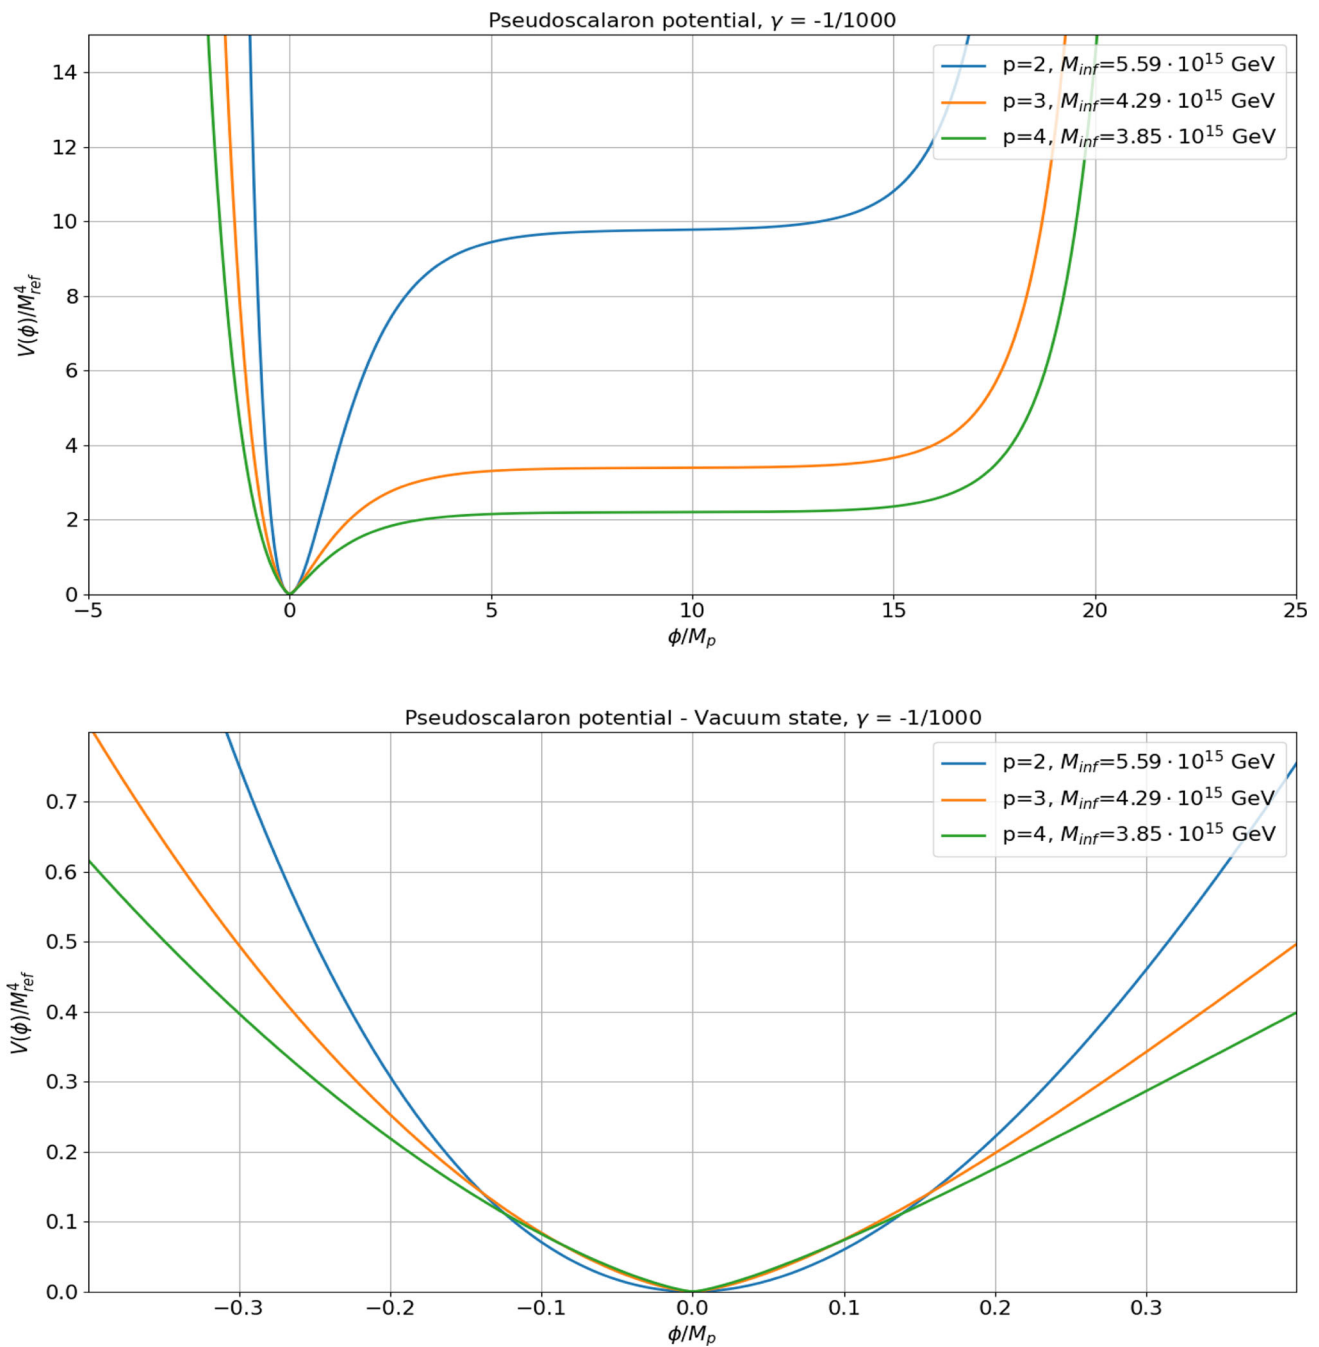 Pseudoscalaron potential, γ = -1/1000
14
12
10
8
6
4
2
0
V(ϕ)/M⁴ref
p=2, Minf=5.59 · 10¹⁵ GeV
p=3, Minf=4.29 · 10¹⁵ GeV
p=4, Minf=3.85 · 10¹⁵ GeV
−5 0 5 10 15 20 25
ϕ/Mp
Pseudoscalaron potential - Vacuum state, γ = -1/1000
0.7
0.6
0.5
0.4
0.3
0.2
0.1
0.0
V(ϕ)/M⁴ref
p=2, Minf=5.59 · 10¹⁵ GeV
p=3, Minf=4.29 · 10¹⁵ GeV
p=4, Minf=3.85 · 10¹⁵ GeV
−0.3 −0.2 −0.1 0.0 0.1 0.2 0.3
ϕ/Mp